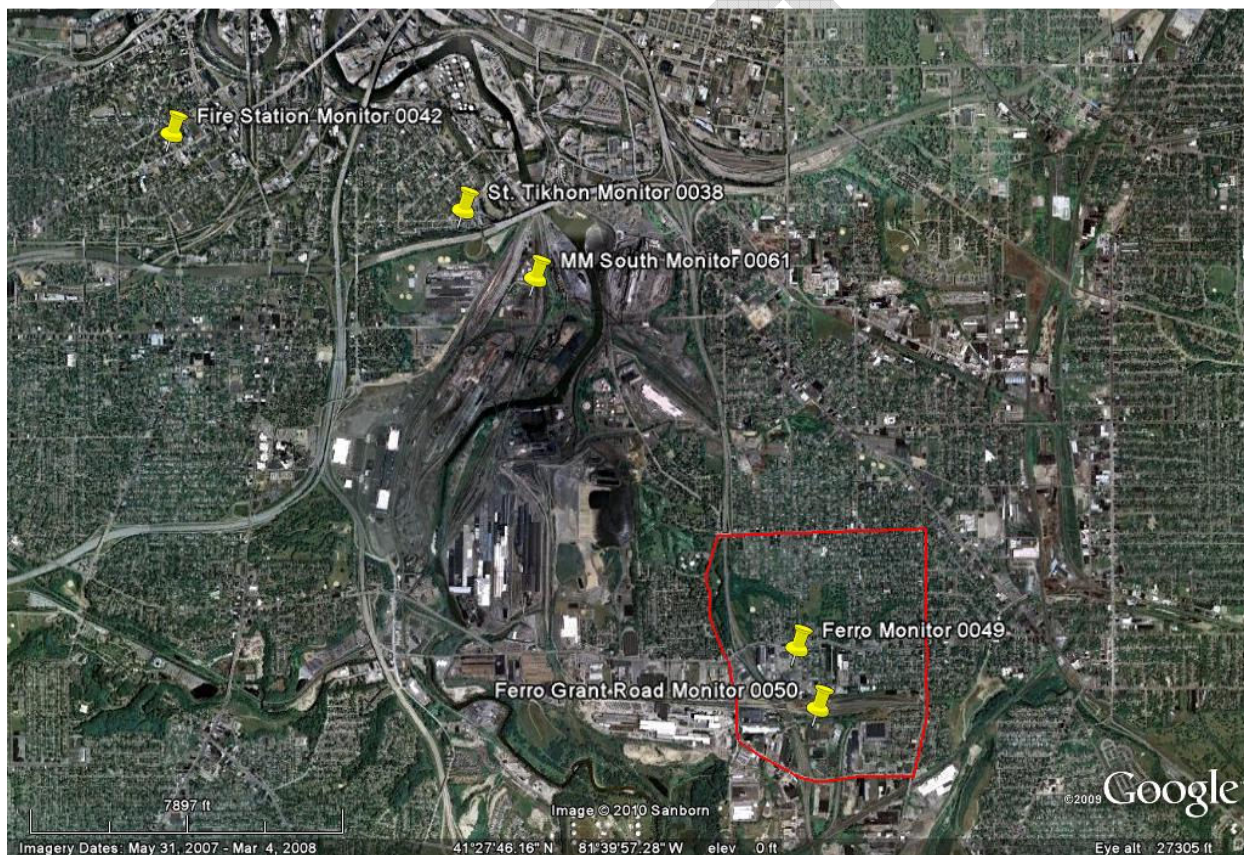 Fire Station Monitor 0042
St. Tikhon Monitor 0038
MM South Monitor 0061
Ferro Monitor 0049
Ferro Grant Road Monitor 0050
7897 ft
Image © 2010 Sanborn
©2009 Google
Imagery Dates: May 31, 2007 - Mar 4, 2008 41°27'46.16" N 81°39'57.28" W elev 0 ft Eye alt 27305 ft